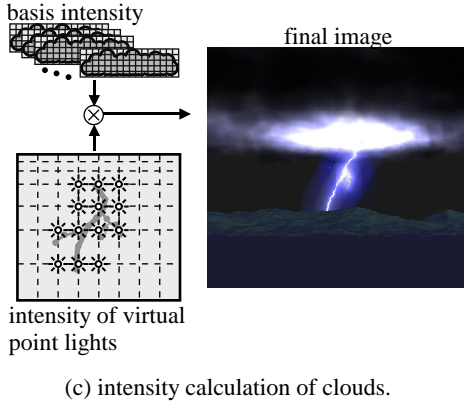 basis intensity
final image
intensity of virtual
point lights
(c) intensity calculation of clouds.